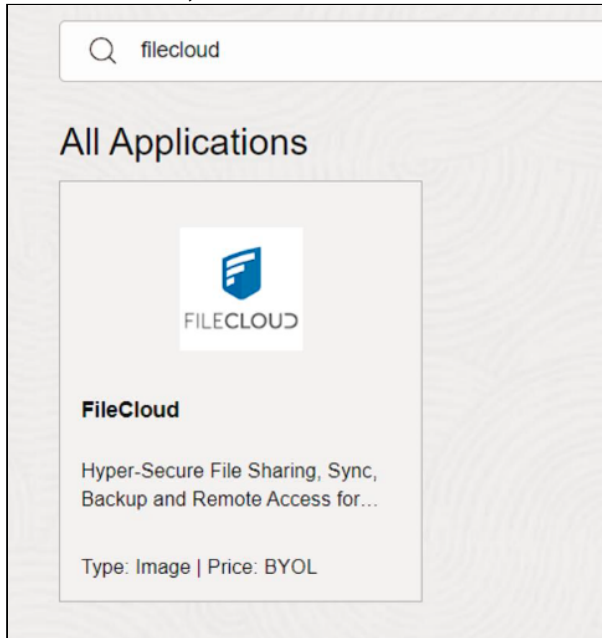 filecloud
All Applications
FILECLOUD
FileCloud
Hyper-Secure File Sharing, Sync,
Backup and Remote Access for...
Type: Image | Price: BYOL